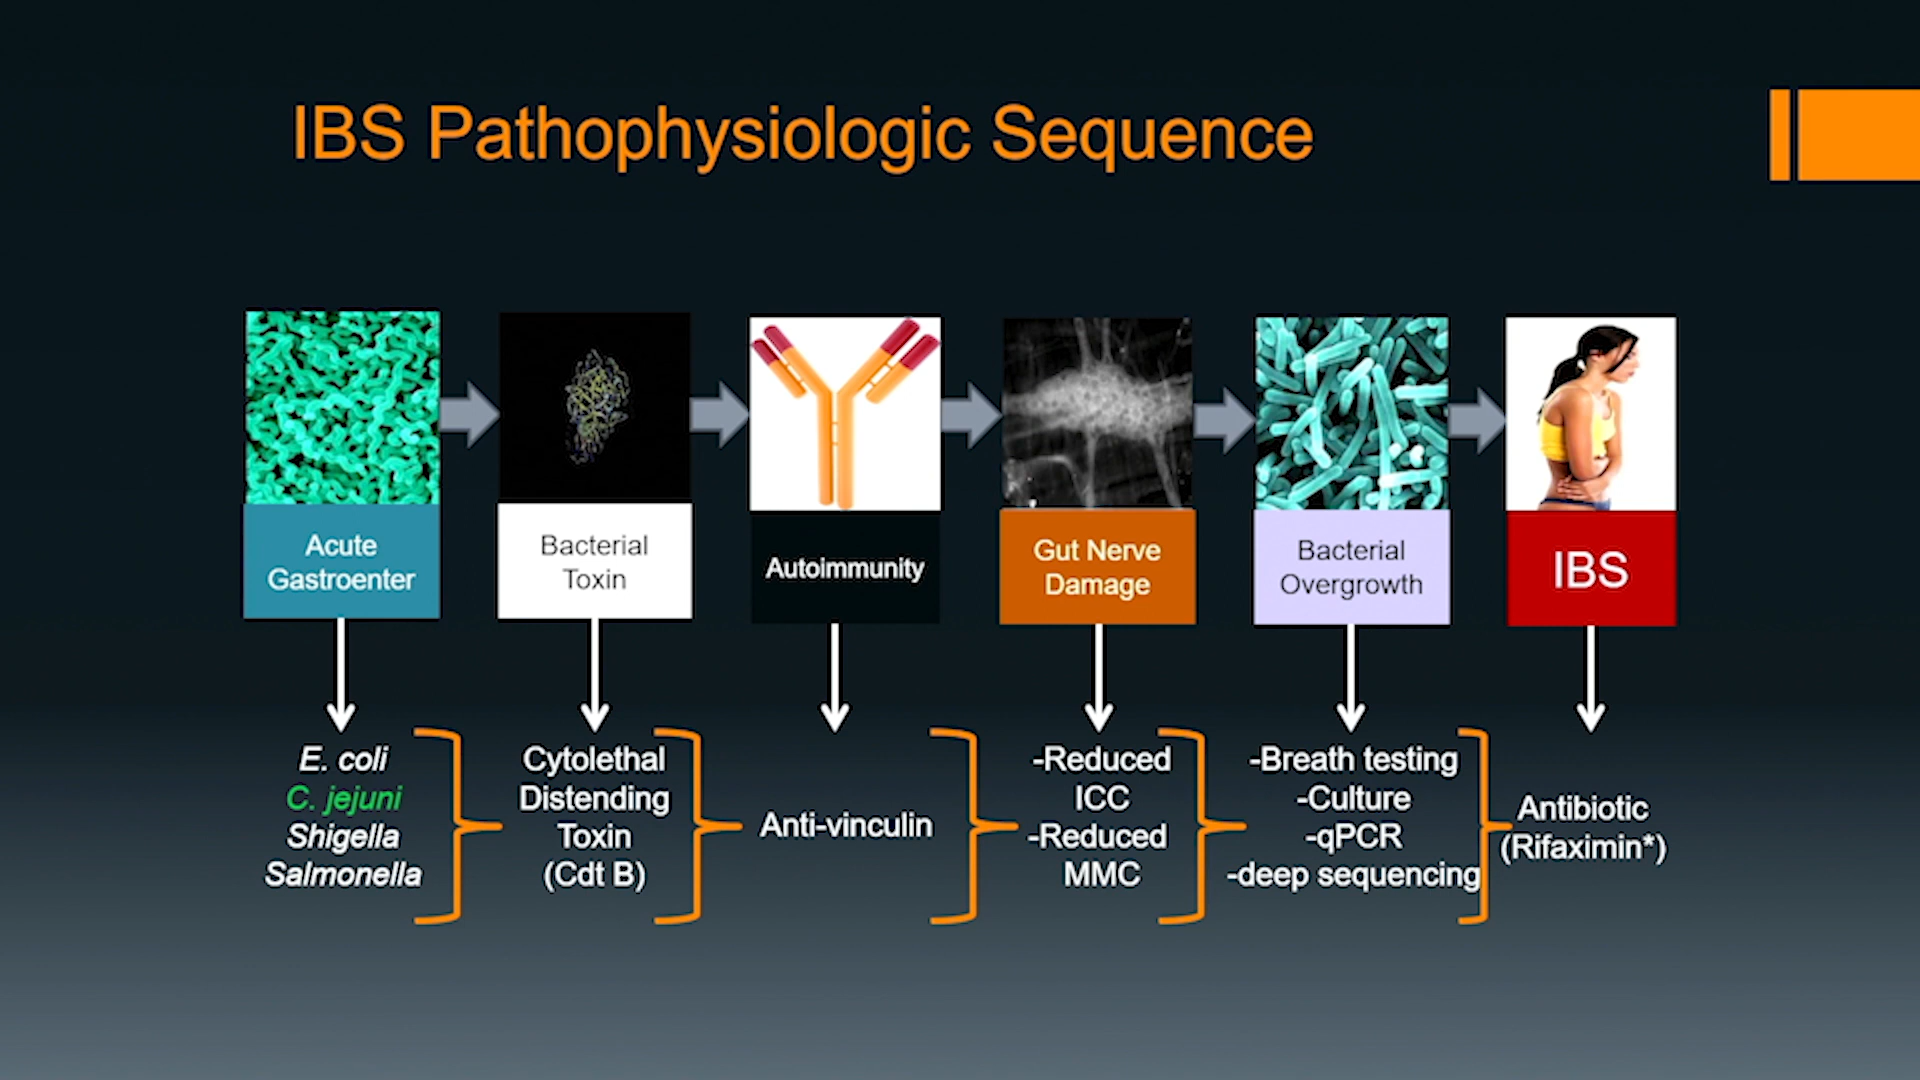 IBS Pathophysiologic Sequence
Acute
Gastroenter
Bacterial
Toxin
Autoimmunity
Gut Nerve
Damage
Bacterial
Overgrowth
IBS
E. coli
C. jejuni
Shigella
Salmonella
Cytolethal
Distending
Toxin
(Cdt B)
Anti-vinculin
-Reduced
ICC
-Reduced
MMC
-Breath testing
-Culture
-qPCR
-deep sequencing
Antibiotic
(Rifaximin*)